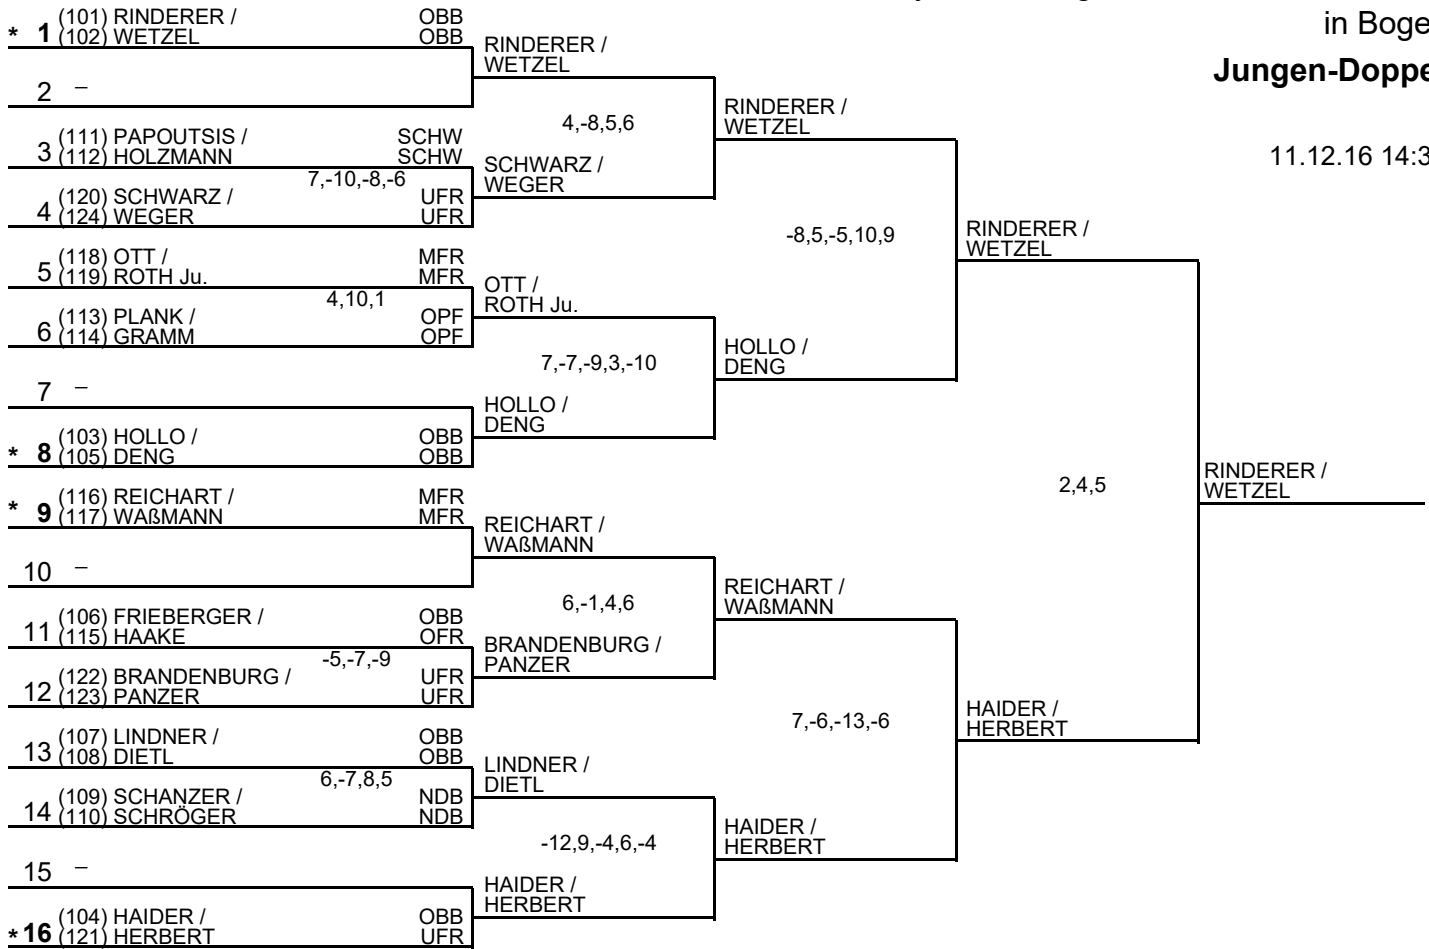 in Boge
Jungen-Doppe
11.12.16 14:3
* 1 (101) RINDERER / OBB
(102) WETZEL OBB
2 –
3 (111) PAPOUTSIS / SCHW
(112) HOLZMANN SCHW
7,-10,-8,-6
4 (120) SCHWARZ / UFR
(124) WEGER UFR
5 (118) OTT / MFR
(119) ROTH Ju. MFR
4,10,1
6 (113) PLANK / OPF
(114) GRAMM OPF
7 –
* 8 (103) HOLLO / OBB
(105) DENG OBB
* 9 (116) REICHART / MFR
(117) WAßMANN MFR
10 –
11 (106) FRIEBERGER / OBB
(115) HAAKE OFR
-5,-7,-9
12 (122) BRANDENBURG / UFR
(123) PANZER UFR
13 (107) LINDNER / OBB
(108) DIETL OBB
6,-7,8,5
14 (109) SCHANZER / NDB
(110) SCHRÖGER NDB
15 –
* 16 (104) HAIDER / OBB
(121) HERBERT UFR
RINDERER /
WETZEL
4,-8,5,6
SCHWARZ /
WEGER
OTT /
ROTH Ju.
7,-7,-9,3,-10
HOLLO /
DENG
REICHART /
WAßMANN
6,-1,4,6
BRANDENBURG /
PANZER
LINDNER /
DIETL
-12,9,-4,6,-4
HAIDER /
HERBERT
RINDERER /
WETZEL
-8,5,-5,10,9
HOLLO /
DENG
REICHART /
WAßMANN
7,-6,-13,-6
HAIDER /
HERBERT
RINDERER /
WETZEL
2,4,5
HAIDER /
HERBERT
RINDERER /
WETZEL